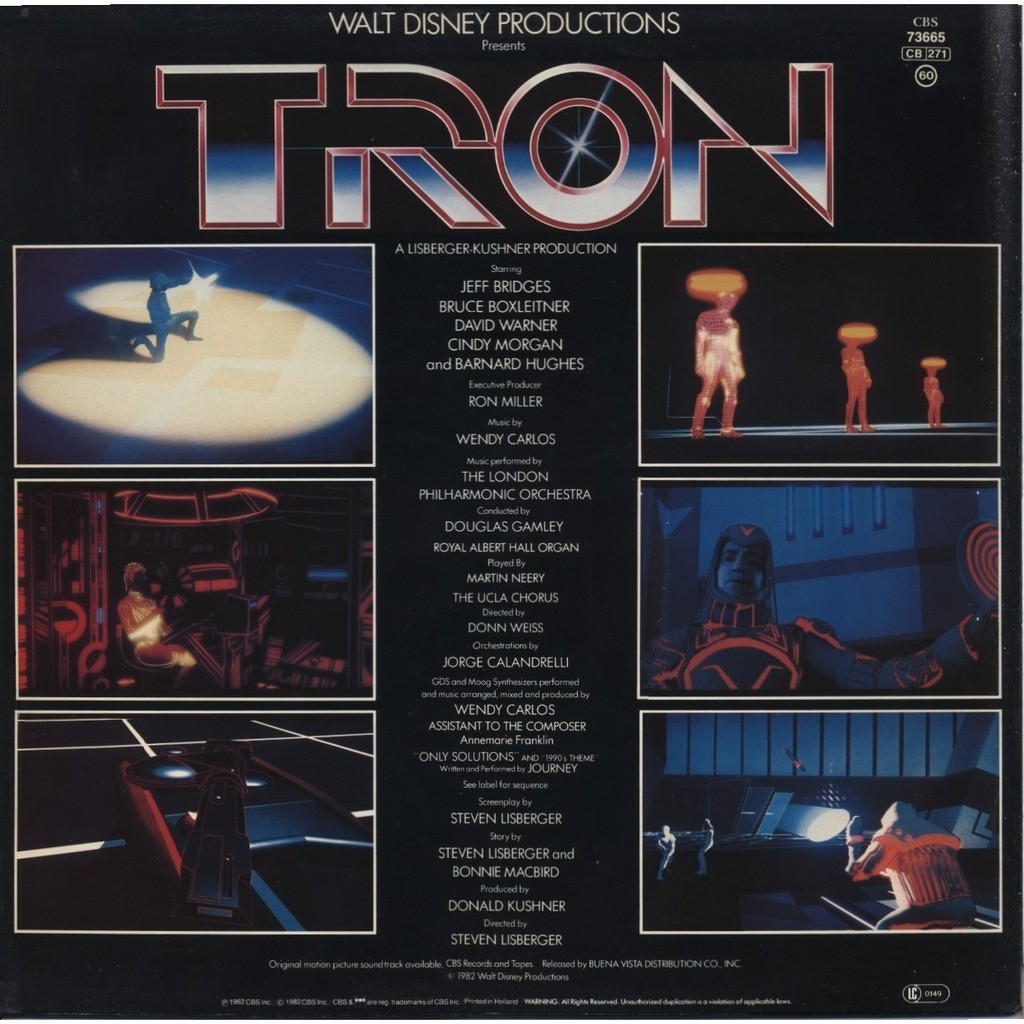 WALT DISNEY PRODUCTIONS
Presents
CBS
73665
CB 271
60
TRON
A LISBERGER-KUSHNER PRODUCTION
Starring
JEFF BRIDGES
BRUCE BOXLEITNER
DAVID WARNER
CINDY MORGAN
and BARNARD HUGHES
Executive Producer
RON MILLER
Music by
WENDY CARLOS
Music performed by
THE LONDON
PHILHARMONIC ORCHESTRA
Conducted by
DOUGLAS GAMLEY
ROYAL ALBERT HALL ORGAN
Played By
MARTIN NEERY
THE UCLA CHORUS
Directed by
DONN WEISS
Orchestrations by
JORGE CALANDRELLI
GDS and Moog Synthesizers performed
and music arranged, mixed and produced by
WENDY CARLOS
ASSISTANT TO THE COMPOSER
Annemarie Franklin
"ONLY SOLUTIONS" AND "1990's THEME"
Written and Performed by JOURNEY
See label for sequence
Screenplay by
STEVEN LISBERGER
Story by
STEVEN LISBERGER and
BONNIE MACBIRD
Produced by
DONALD KUSHNER
Directed by
STEVEN LISBERGER
Original motion picture soundtrack available, CBS Records and Tapes. Released by BUENA VISTA DISTRIBUTION CO., INC.
© 1982 Walt Disney Productions
℗ 1982 CBS Inc. © 1982 CBS Inc. CBS & are reg. trademarks of CBS Inc. Printed in Holland WARNING: All Rights Reserved. Unauthorized duplication is a violation of applicable laws.
LC 0149